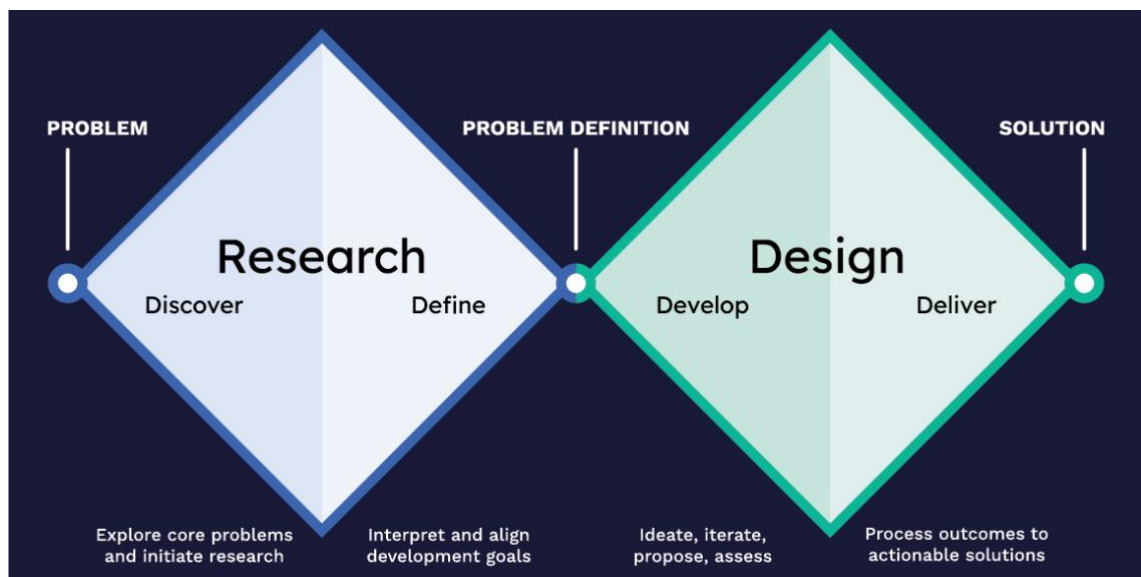 PROBLEM
PROBLEM DEFINITION
SOLUTION
Research
Discover
Define
Design
Develop
Deliver
Explore core problems
and initiate research
Interpret and align
development goals
Ideate, iterate,
propose, assess
Process outcomes to
actionable solutions